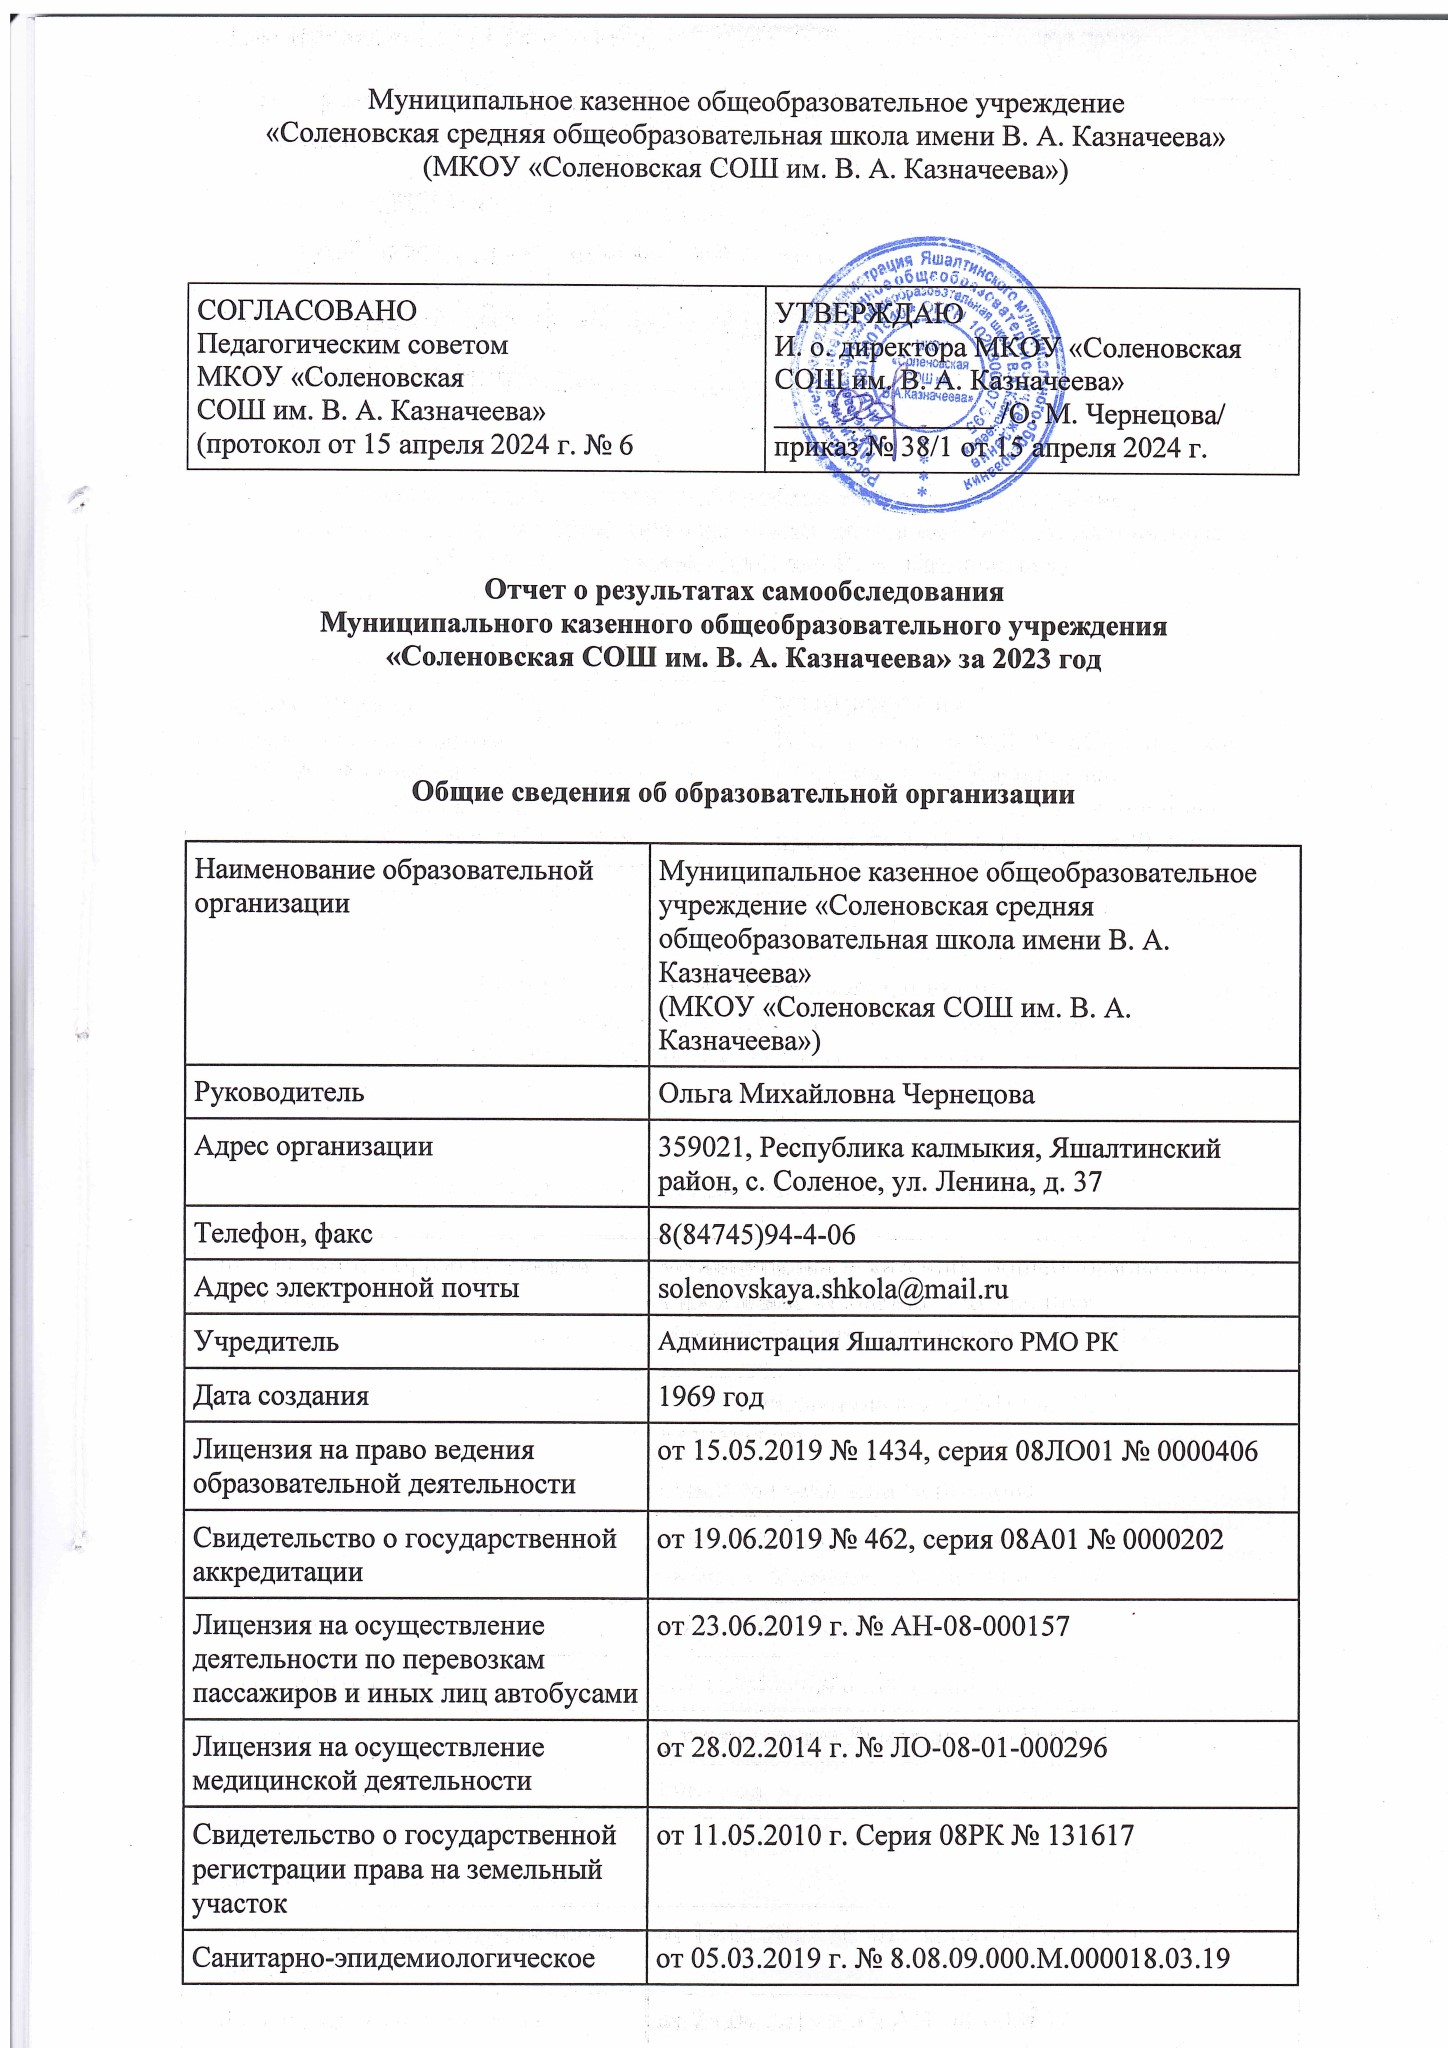 Муниципальное казенное общеобразовательное учреждение
«Соленовская средняя общеобразовательная школа имени В. А. Казначеева»
(МКОУ «Соленовская СОШ им. В. А. Казначеева»)
СОГЛАСОВАНО
Педагогическим советом
МКОУ «Соленовская
СОШ им. В. А. Казначеева»
(протокол от 15 апреля 2024 г. № 6
УТВЕРЖДАЮ
И. о. директора МКОУ «Соленовская
СОШ им. В. А. Казначеева»
/О. М. Чернецова/
приказ № 38/1 от 15 апреля 2024 г.
МКОУ
«Соленовская
СОШ им.
В.А.Казначеева»
Отчет о результатах самообследования
Муниципального казенного общеобразовательного учреждения
«Соленовская СОШ им. В. А. Казначеева» за 2023 год
Общие сведения об образовательной организации
Наименование образовательной
организации
Муниципальное казенное общеобразовательное
учреждение «Соленовская средняя
общеобразовательная школа имени В. А.
Казначеева»
(МКОУ «Соленовская СОШ им. В. А.
Казначеева»)
Руководитель
Ольга Михайловна Чернецова
Адрес организации
359021, Республика калмыкия, Яшалтинский
район, с. Соленое, ул. Ленина, д. 37
Телефон, факс
8(84745)94-4-06
Адрес электронной почты
solenovskaya.shkola@mail.ru
Учредитель
Администрация Яшалтинского РМО РК
Дата создания
1969 год
Лицензия на право ведения
образовательной деятельности
от 15.05.2019 № 1434, серия 08ЛО01 № 0000406
Свидетельство о государственной
аккредитации
от 19.06.2019 № 462, серия 08А01 № 0000202
Лицензия на осуществление
деятельности по перевозкам
пассажиров и иных лиц автобусами
от 23.06.2019 г. № АН-08-000157
Лицензия на осуществление
медицинской деятельности
от 28.02.2014 г. № ЛО-08-01-000296
Свидетельство о государственной
регистрации права на земельный
участок
от 11.05.2010 г. Серия 08РК № 131617
Санитарно-эпидемиологическое
от 05.03.2019 г. № 8.08.09.000.М.000018.03.19